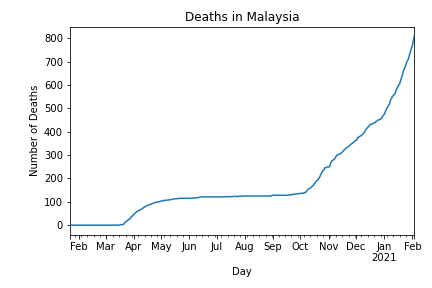 Deaths in Malaysia
800
700
600
500
400
300
200
100
0
Number of Deaths
Feb Mar Apr May Jun Jul Aug Sep Oct Nov Dec Jan Feb
2021
Day